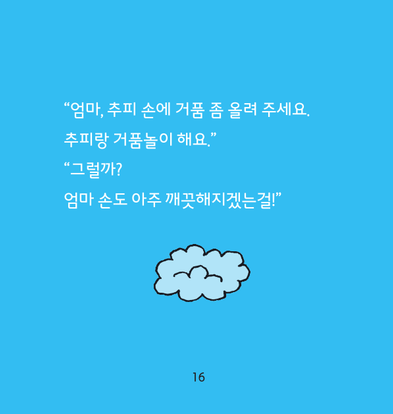 “엄마, 추피 손에 거품 좀 올려 주세요.
추피랑 거품놀이 해요.”
“그럴까?
엄마 손도 아주 깨끗해지겠는걸!”
16